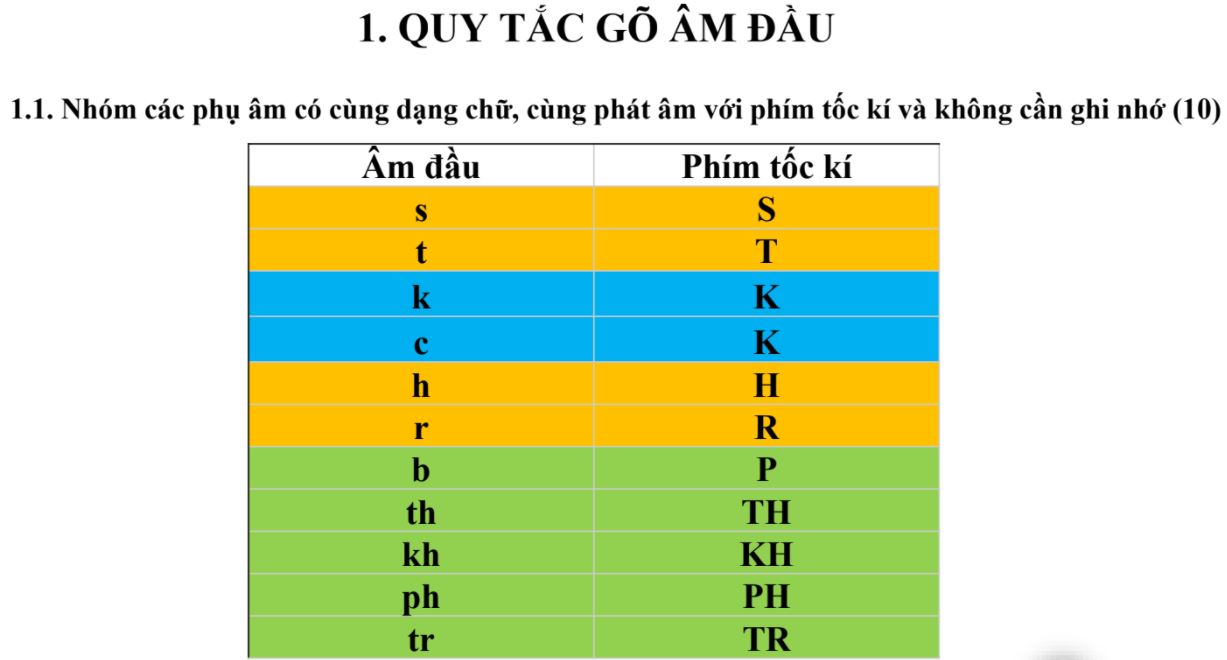 1. QUY TẮC GÕ ÂM ĐẦU
1.1. Nhóm các phụ âm có cùng dạng chữ, cùng phát âm với phím tốc kí và không cần ghi nhớ (10)
Âm đầu Phím tốc kí
s S
t T
k K
c K
h H
r R
b P
th TH
kh KH
ph PH
tr TR